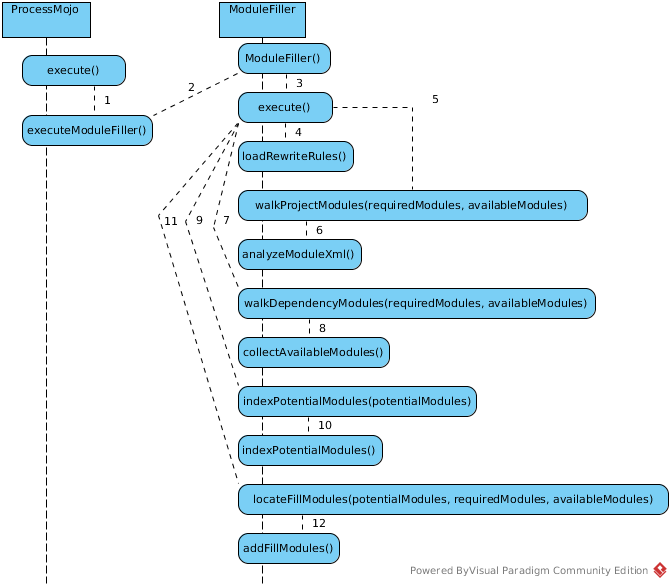 ProcessMojo
ModuleFiller
execute()
ModuleFiller()
1
2
3
executeModuleFiller()
execute()
5
4
loadRewriteRules()
walkProjectModules(requiredModules, availableModules)
11
9
7
6
analyzeModuleXml()
walkDependencyModules(requiredModules, availableModules)
8
collectAvailableModules()
indexPotentialModules(potentialModules)
10
indexPotentialModules()
locateFillModules(potentialModules, requiredModules, availableModules)
12
addFillModules()
Powered ByVisual Paradigm Community Edition